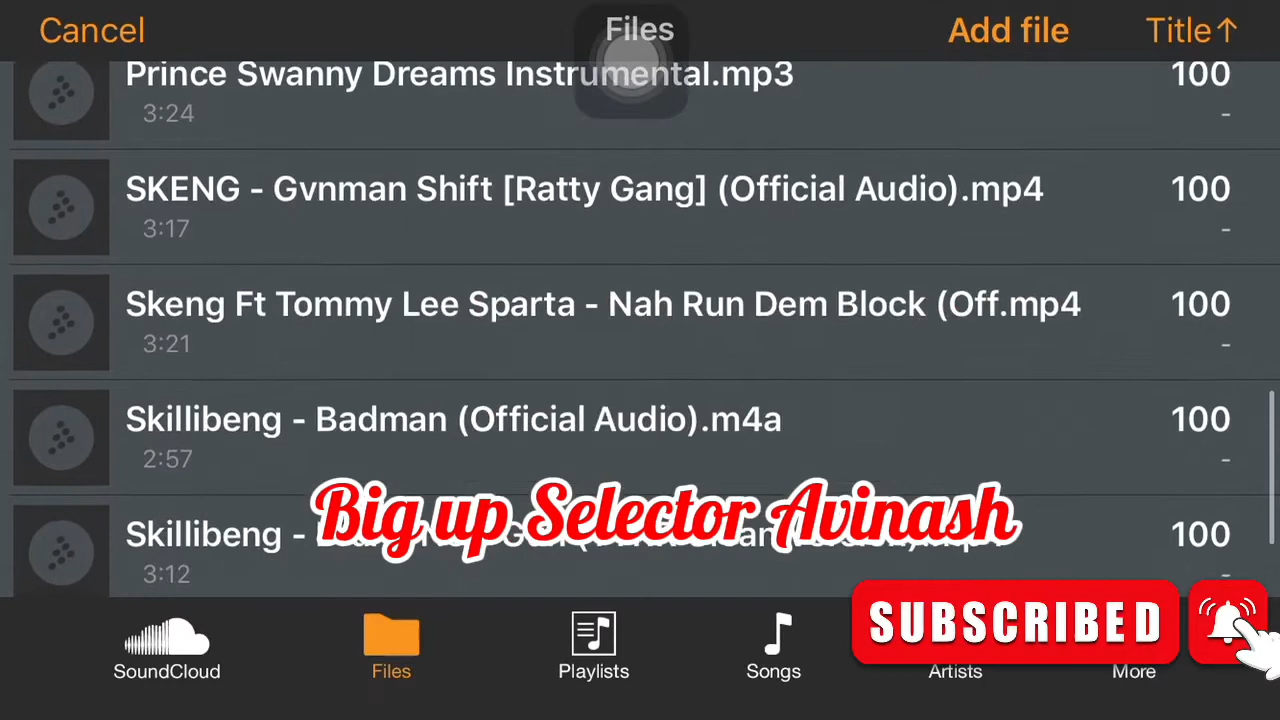 Cancel Files Add file Title↑
Prince Swanny Dreams Instrumental.mp3 100
3:24 -
SKENG - Gvnman Shift [Ratty Gang] (Official Audio).mp4 100
3:17 -
Skeng Ft Tommy Lee Sparta - Nah Run Dem Block (Off.mp4 100
3:21 -
Skillibeng - Badman (Official Audio).m4a 100
2:57 -
Big up Selector Avinash
Skillibeng - 100
3:12 -
SUBSCRIBED
SoundCloud Files Playlists Songs Artists More